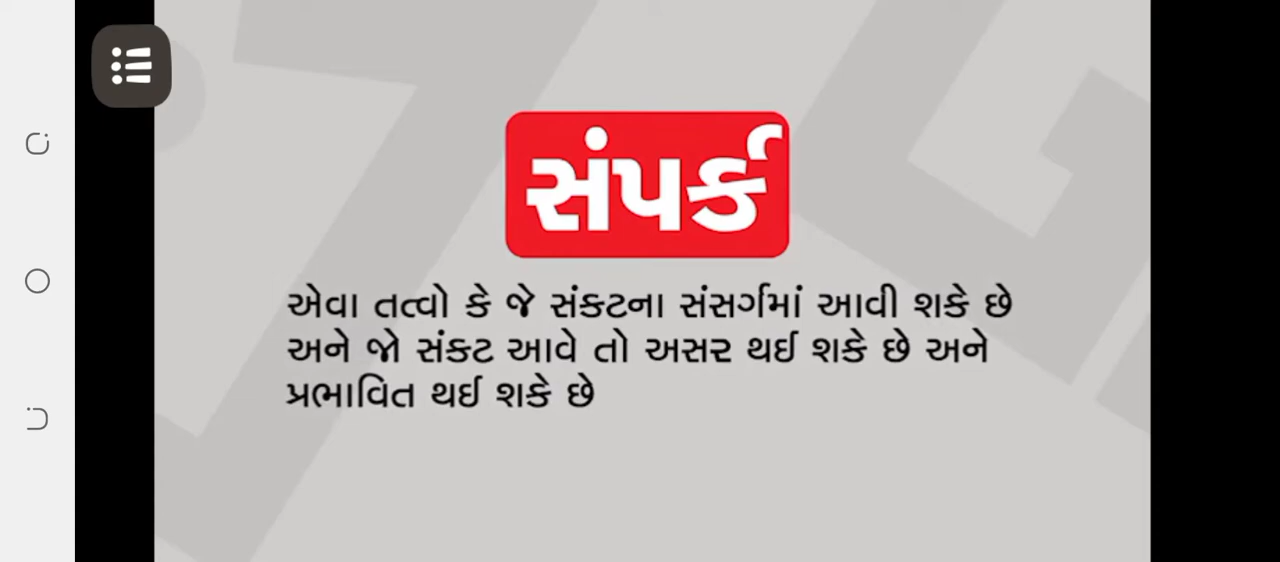 સંપર્ક
એવા તત્વો કે જે સંકટના સંસર્ગમાં આવી શકે છે
અને જો સંકટ આવે તો અસર થઈ શકે છે અને
પ્રભાવિત થઈ શકે છે